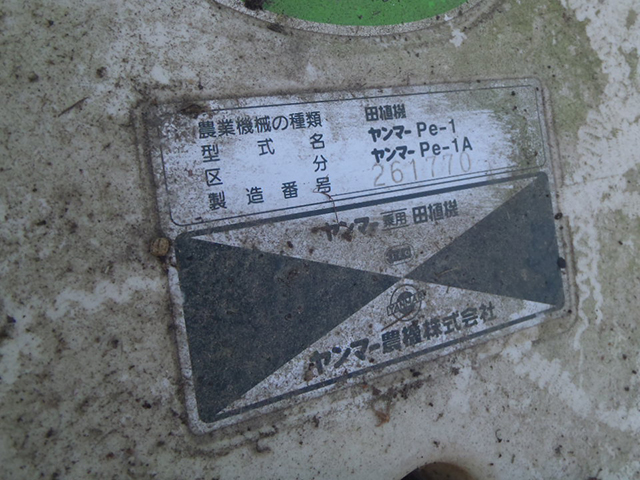 農業機械の種類 田植機
型式名 ヤンマー Pe-1
区分 ヤンマー Pe-1A
製造番号 261770
ヤンマー 兼用 田植機
ヤンマー農機株式会社